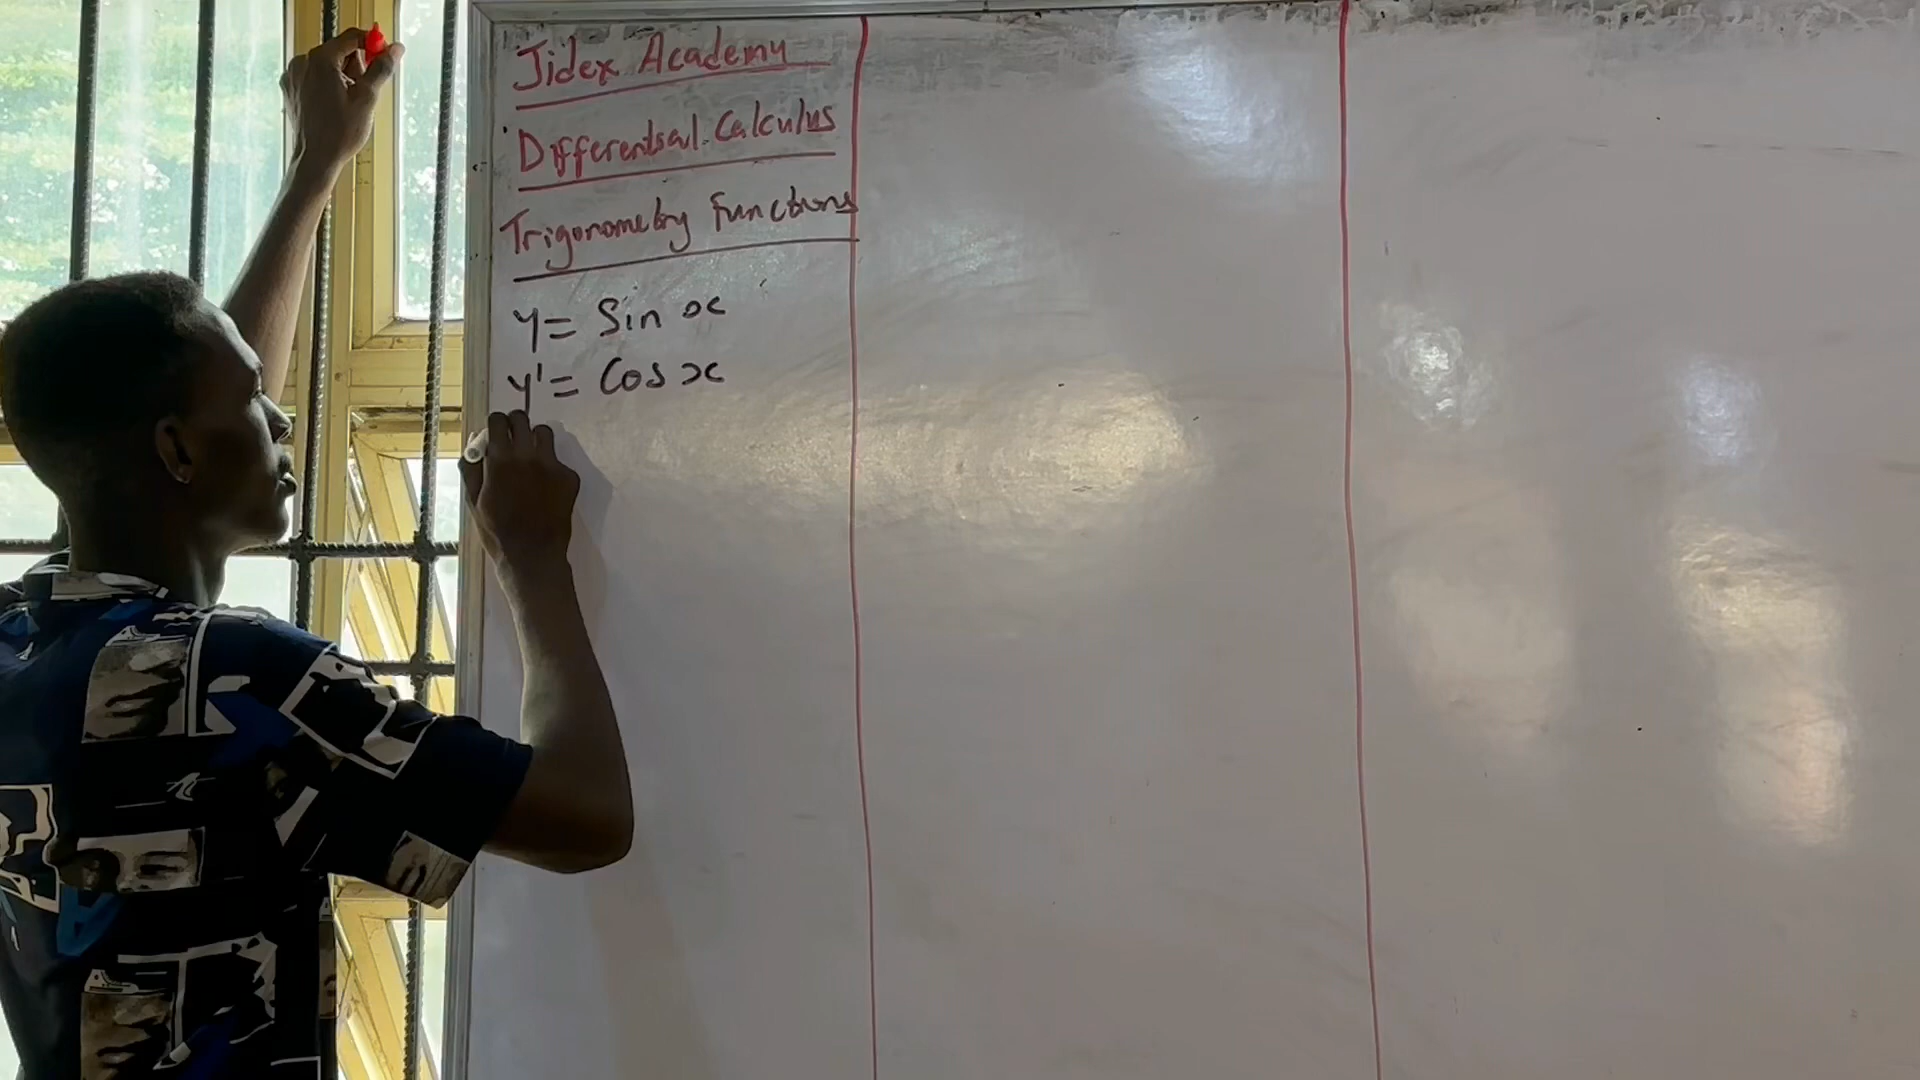 Jidex Academy
Differential Calculus
Trigonometry Functions
y = Sin x
y' = Cos x